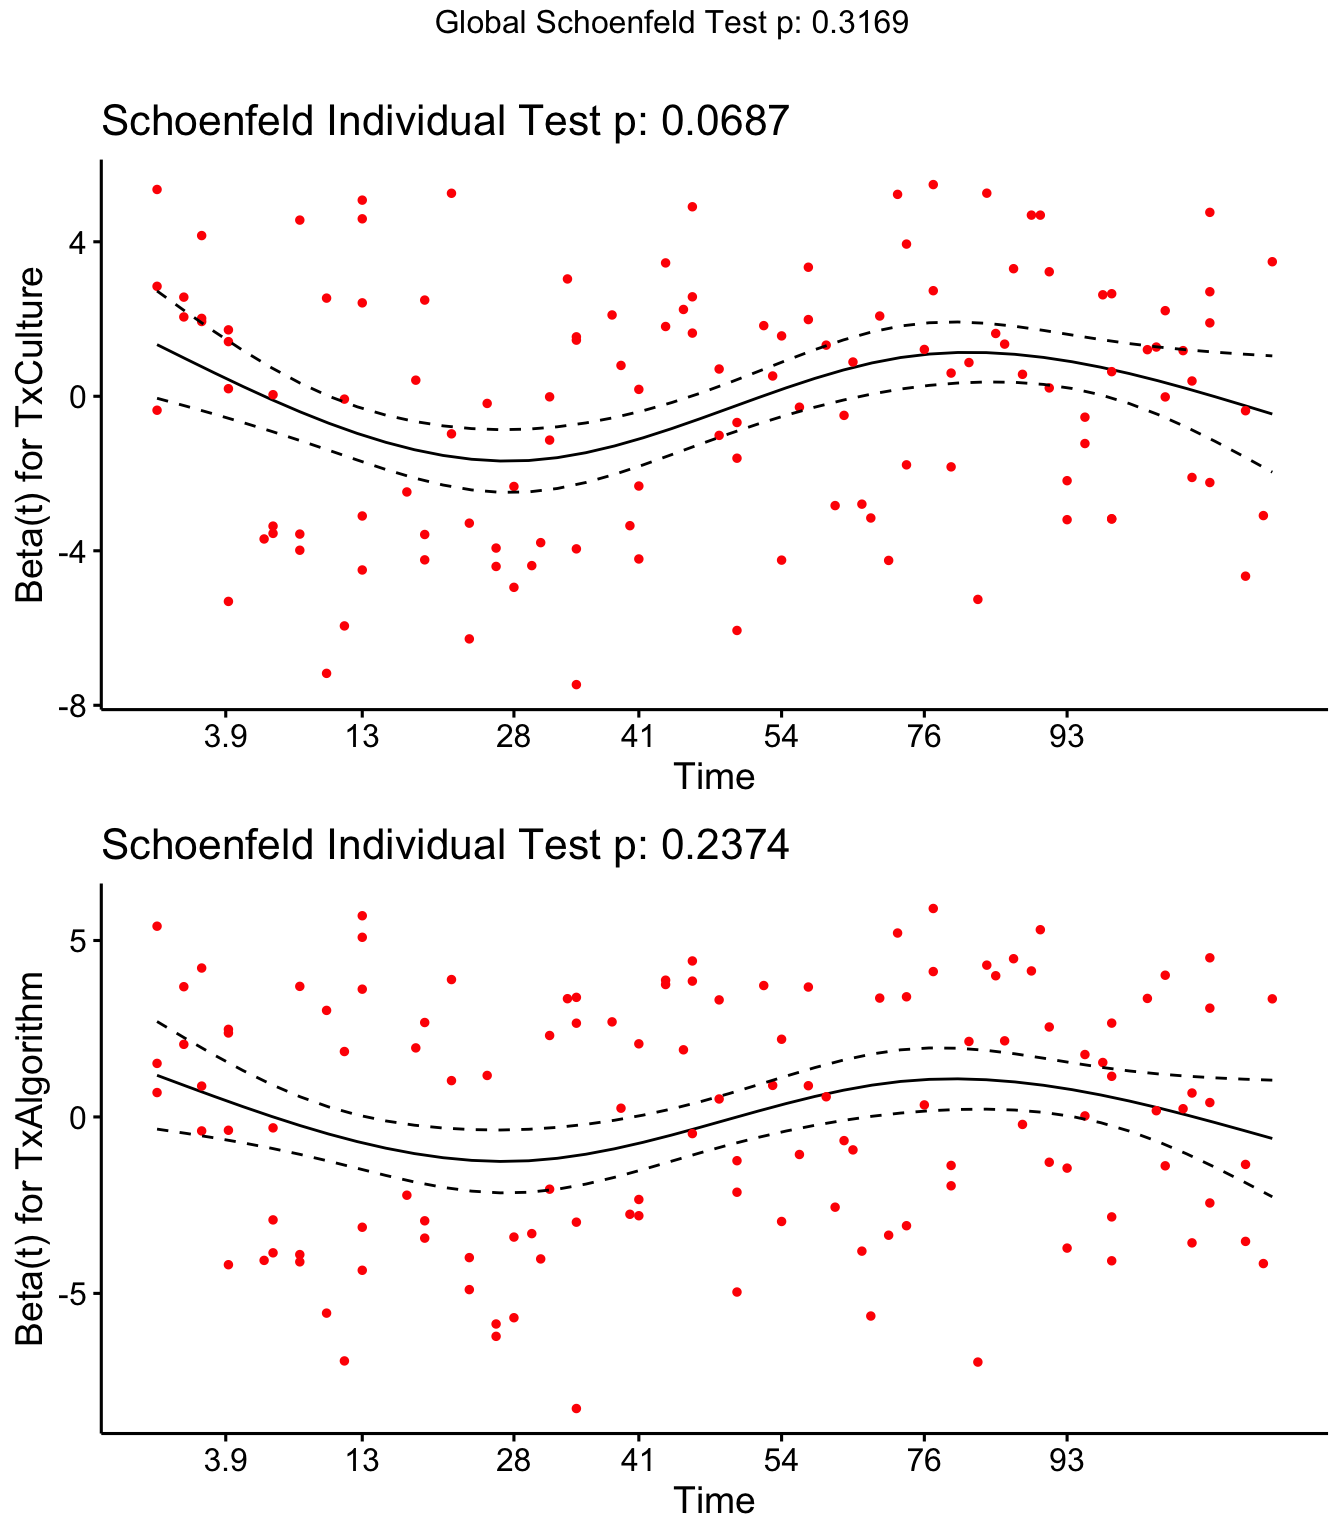 Global Schoenfeld Test p: 0.3169
Schoenfeld Individual Test p: 0.0687
Beta(t) for TxCulture
4
0
-4
-8
3.9 13 28 41 54 76 93
Time
Schoenfeld Individual Test p: 0.2374
Beta(t) for TxAlgorithm
5
0
-5
3.9 13 28 41 54 76 93
Time